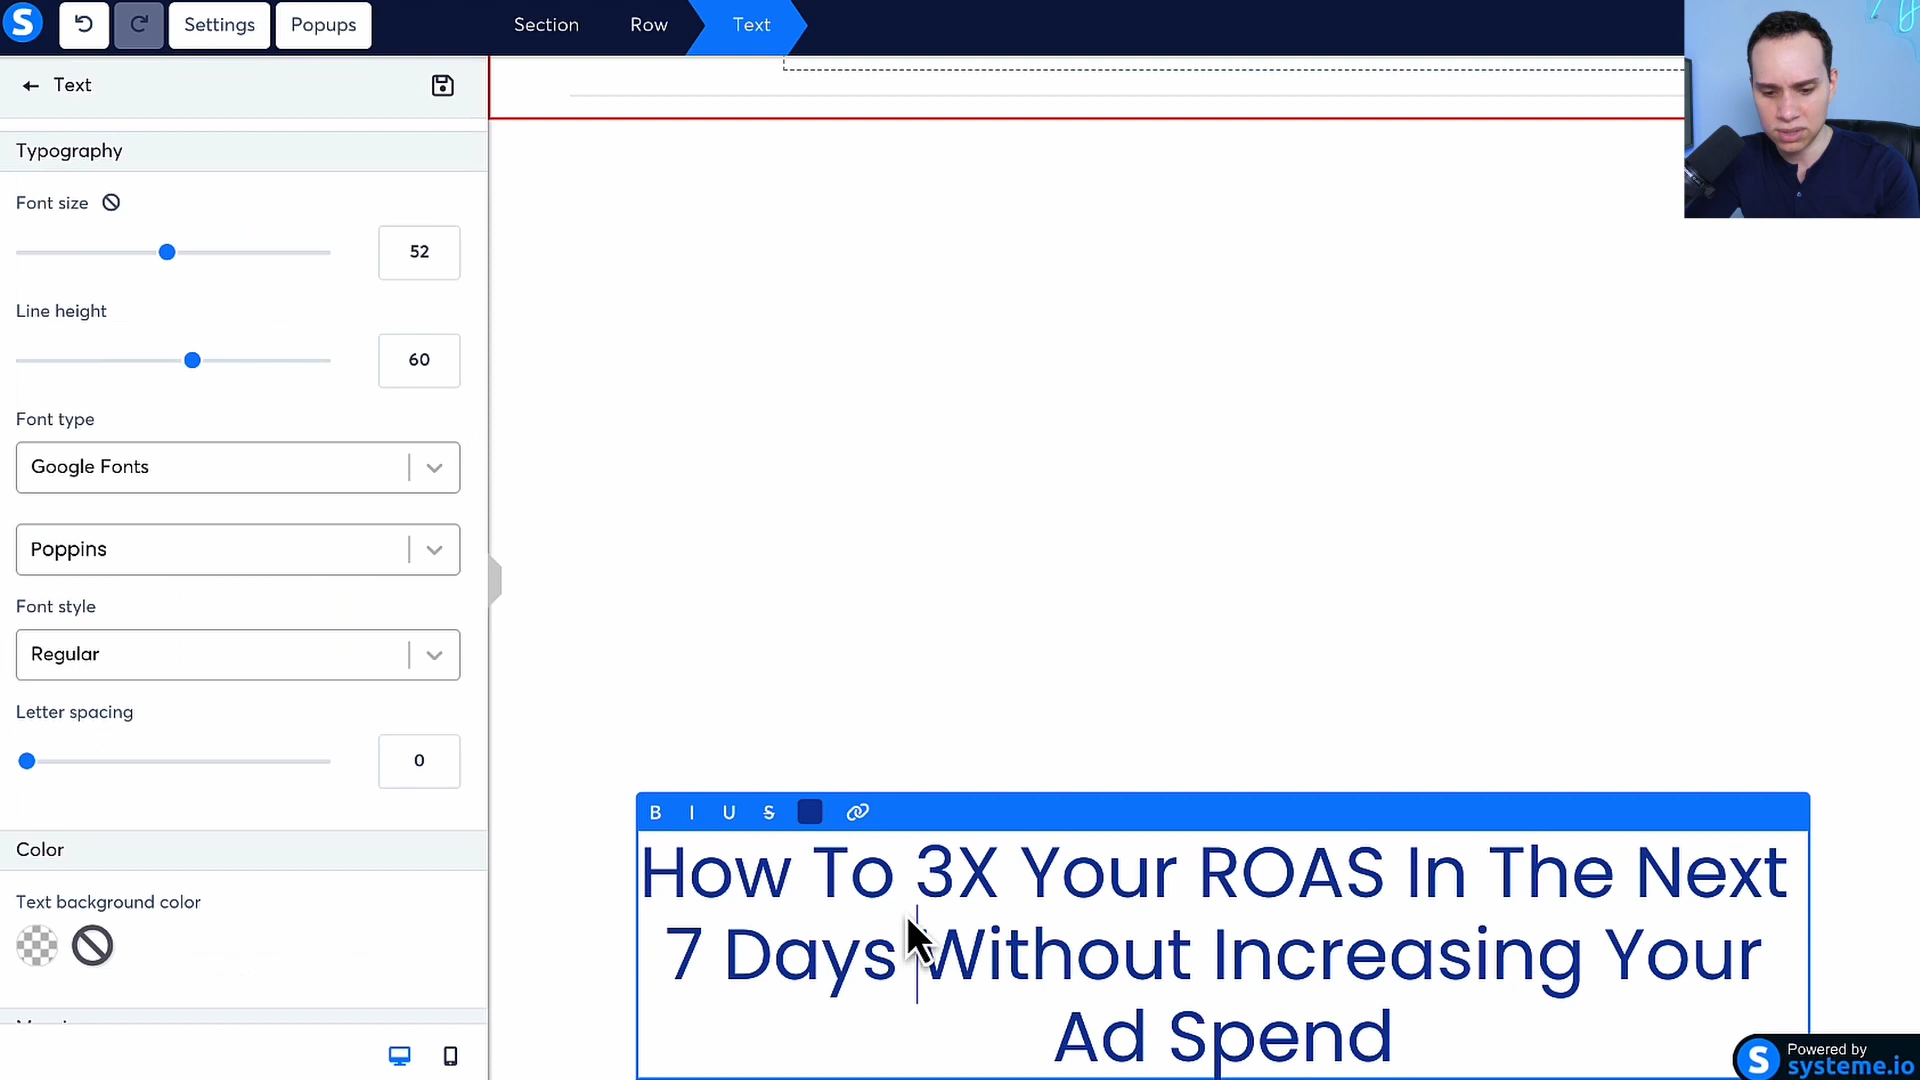 S Settings Popups Section Row Text
Text
Typography
Font size
52
Line height
60
Font type
Google Fonts
Poppins
Font style
Regular
Letter spacing
0
Color
Text background color
B I U S
How To 3X Your ROAS In The Next
7 Days Without Increasing Your
Ad Spend
S Powered by
systeme.io